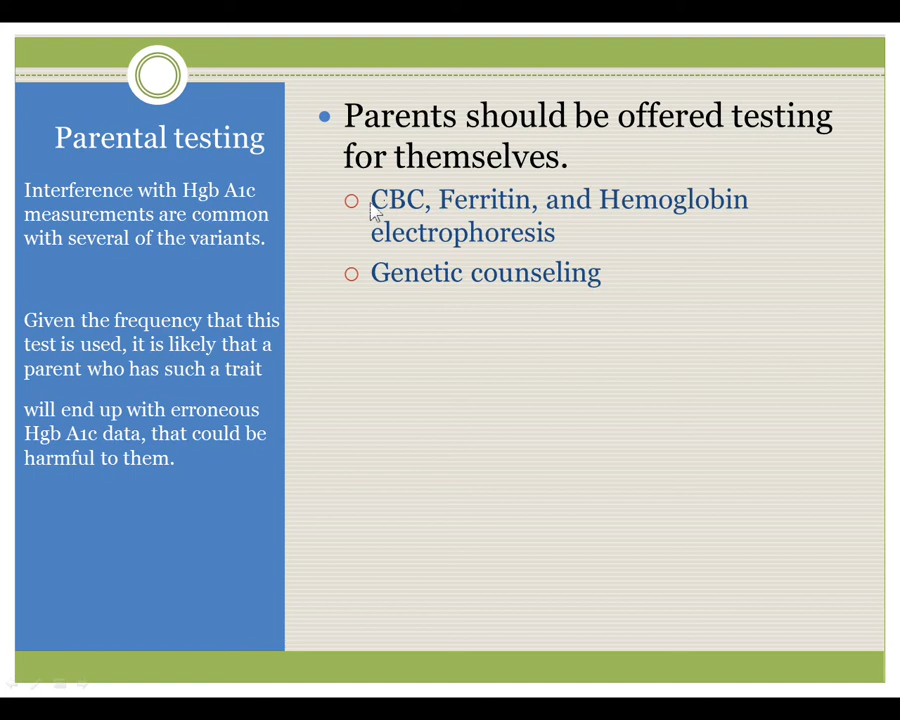 Parental testing
Interference with Hgb A1c
measurements are common
with several of the variants.
Given the frequency that this
test is used, it is likely that a
parent who has such a trait
will end up with erroneous
Hgb A1c data, that could be
harmful to them.
Parents should be offered testing
for themselves.
CBC, Ferritin, and Hemoglobin
electrophoresis
Genetic counseling